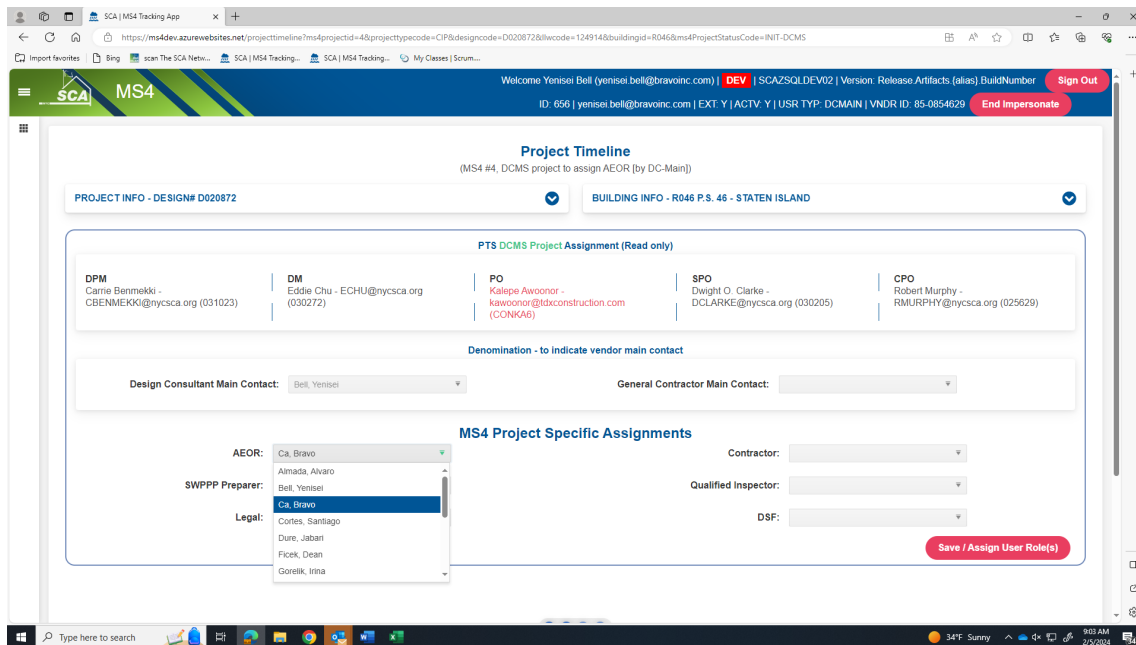 SCA | MS4 Tracking App
https://ms4dev.azurewebsites.net/projecttimeline?ms4projectid=4&projecttypecode=CIP&designcode=D020872&llwcode=124914&buildingid=R046&ms4ProjectStatusCode=INIT-DCMS
Import favorites
Bing
scan The SCA Netw...
SCA | MS4 Tracking...
SCA | MS4 Tracking...
My Classes | Scrum....
SCA
MS4
Welcome Yenisei Bell (yenisei.bell@bravoinc.com) | DEV | SCAZSQLDEV02 | Version: Release.Artifacts.{alias}.BuildNumber
Sign Out
ID: 656 | yenisei.bell@bravoinc.com | EXT: Y | ACTV: Y | USR TYP: DCMAIN | VNDR ID: 85-0854629
End Impersonate
Project Timeline
(MS4 #4, DCMS project to assign AEOR [by DC-Main])
PROJECT INFO - DESIGN# D020872
BUILDING INFO - R046 P.S. 46 - STATEN ISLAND
PTS DCMS Project Assignment (Read only)
DPM
Carrie Benmekki -
CBENMEKKI@nycsca.org (031023)
DM
Eddie Chu - ECHU@nycsca.org
(030272)
PO
Kalepe Awoonor -
kawoonor@tdxconstruction.com
(CONKA6)
SPO
Dwight O. Clarke -
DCLARKE@nycsca.org (030205)
CPO
Robert Murphy -
RMURPHY@nycsca.org (025629)
Denomination - to indicate vendor main contact
Design Consultant Main Contact:
Bell, Yenisei
General Contractor Main Contact:
MS4 Project Specific Assignments
AEOR:
Ca, Bravo
Contractor:
Almada, Alvaro
SWPPP Preparer:
Bell, Yenisei
Qualified Inspector:
Ca, Bravo
Legal:
Cortes, Santiago
DSF:
Dure, Jabari
Ficek, Dean
Gorelik, Irina
Save / Assign User Role(s)
Type here to search
34°F Sunny
9:03 AM
2/5/2024